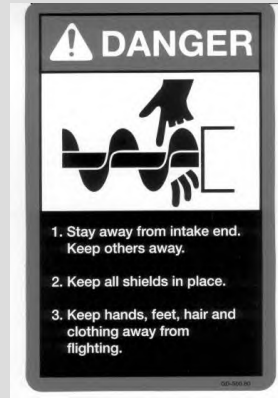 DANGER
1. Stay away from intake end.
Keep others away.
2. Keep all shields in place.
3. Keep hands, feet, hair and
clothing away from
flighting.